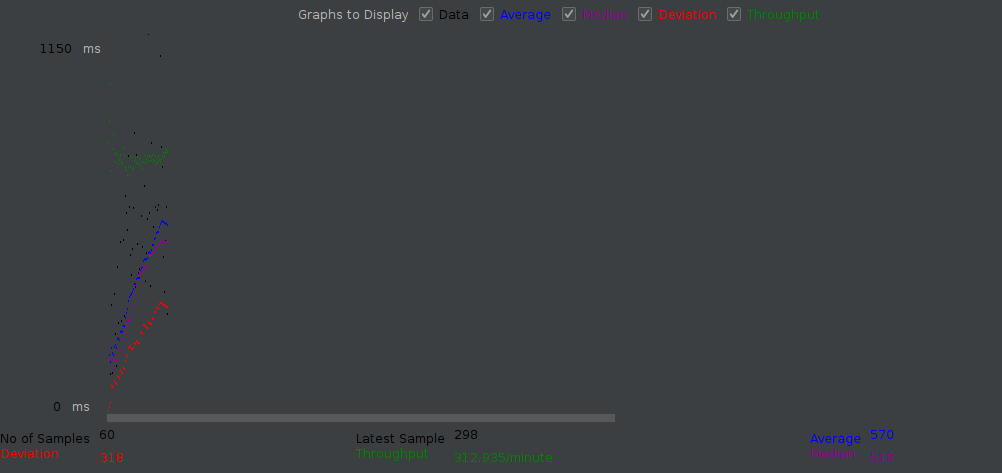 Graphs to Display Data Average Median Deviation Throughput
1150 ms
0 ms
No of Samples 60 Latest Sample 298 Average 570
Deviation 318 Throughput 312.935/minute Median